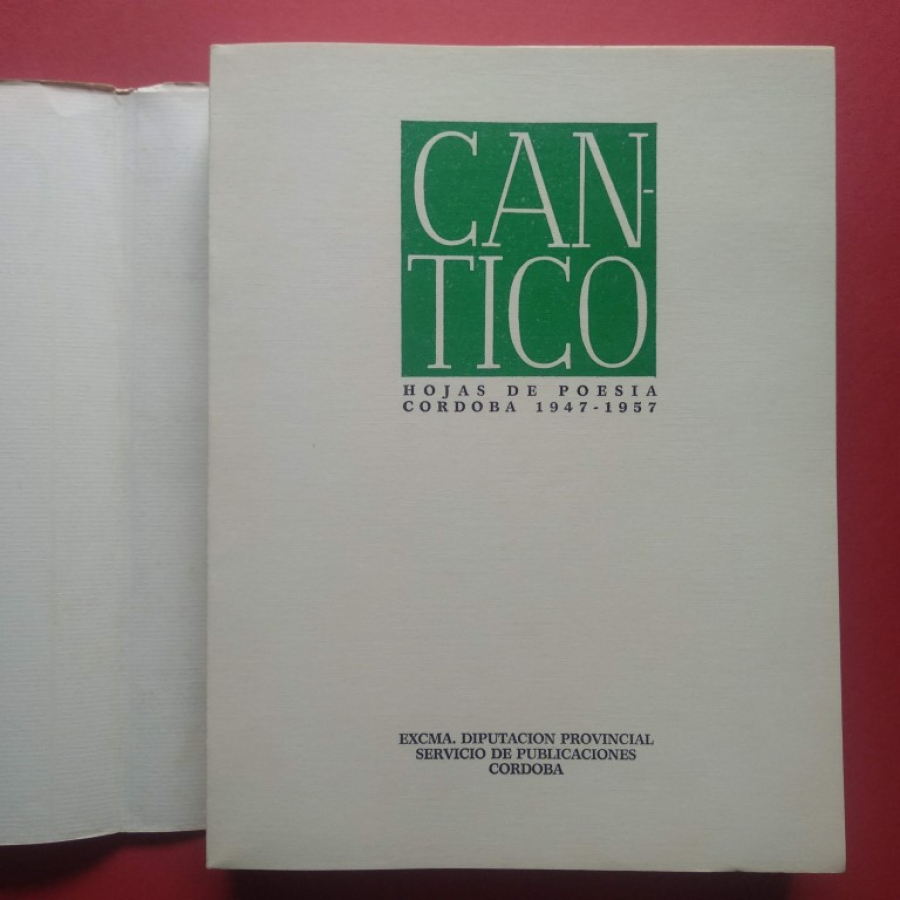 CAN-
TICO
HOJAS DE POESIA
CORDOBA 1947-1957
EXCMA. DIPUTACION PROVINCIAL
SERVICIO DE PUBLICACIONES
CORDOBA